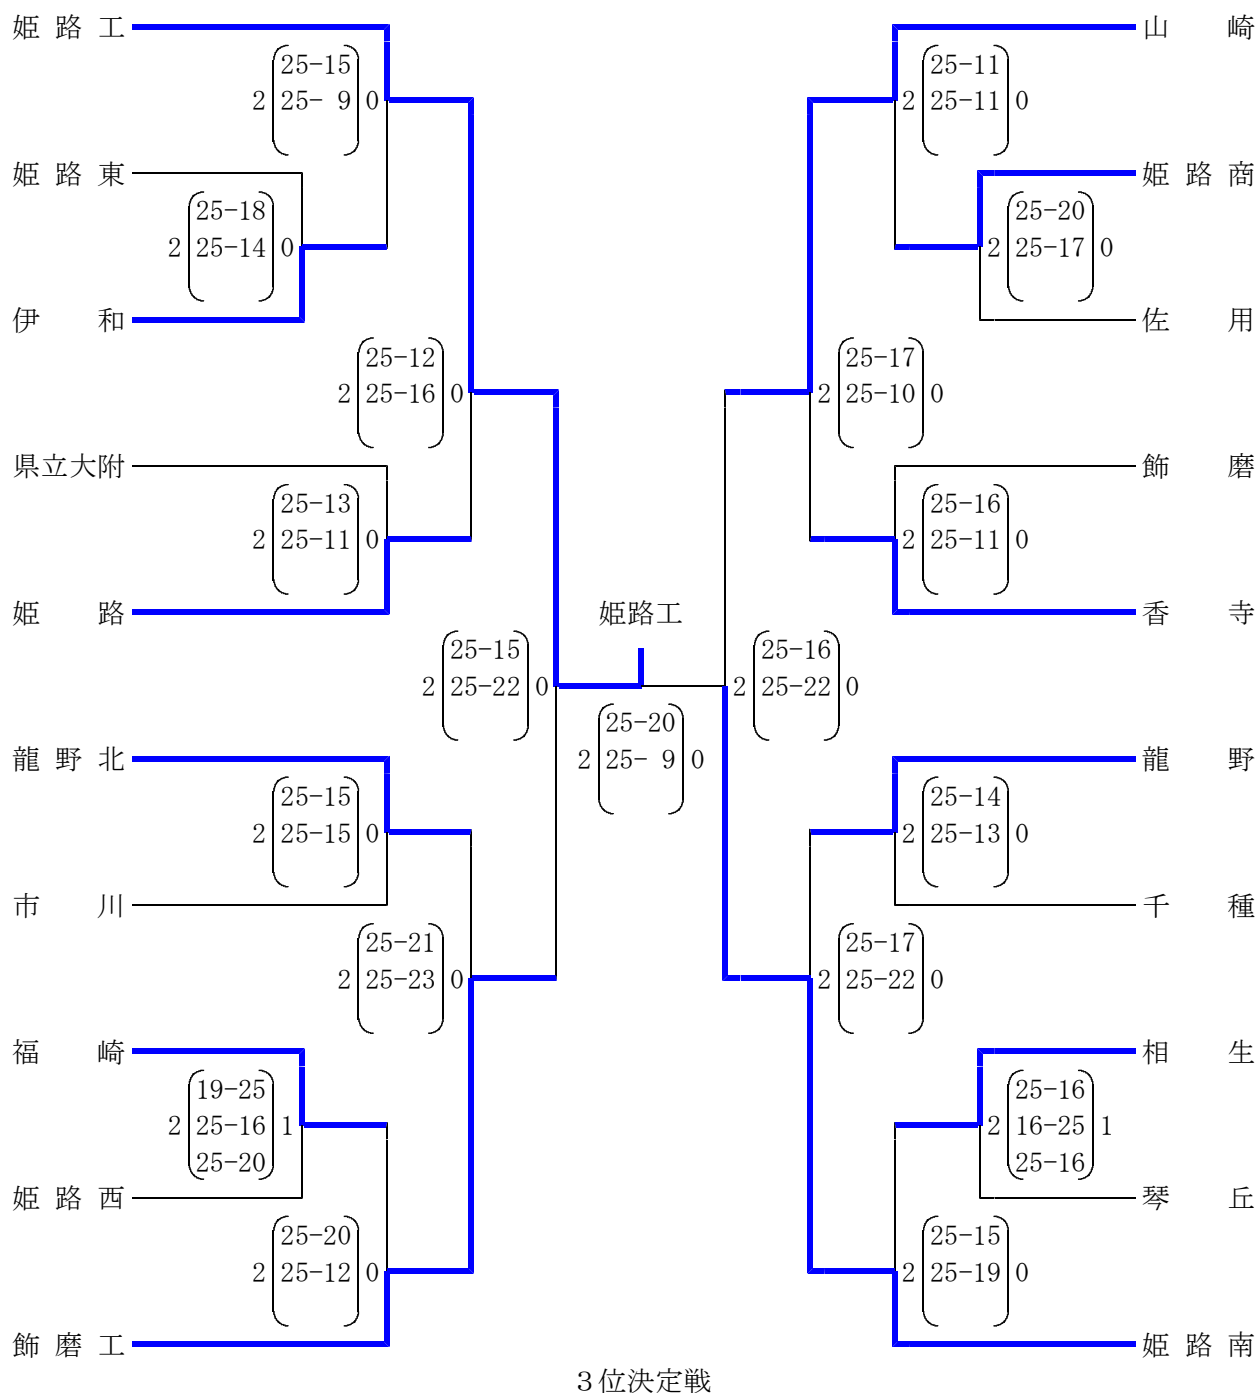 姫路工 山崎
25-15 25-11
2 25- 9 0 2 25-11 0
姫路東 姫路商
25-18 25-20
2 25-14 0 2 25-17 0
伊和 佐用
25-12 25-17
2 25-16 0 2 25-10 0
県立大附 飾磨
25-13 25-16
2 25-11 0 2 25-11 0
姫路 姫路工 香寺
25-15 25-16
2 25-22 0 2 25-22 0
25-20
龍野北 2 25- 9 0 龍野
25-15 25-14
2 25-15 0 2 25-13 0
市川 千種
25-21 25-17
2 25-23 0 2 25-22 0
福崎 相生
19-25 25-16
2 25-16 1 2 16-25 1
25-20 25-16
姫路西 琴丘
25-20 25-15
2 25-12 0 2 25-19 0
飾磨工 姫路南
３位決定戦